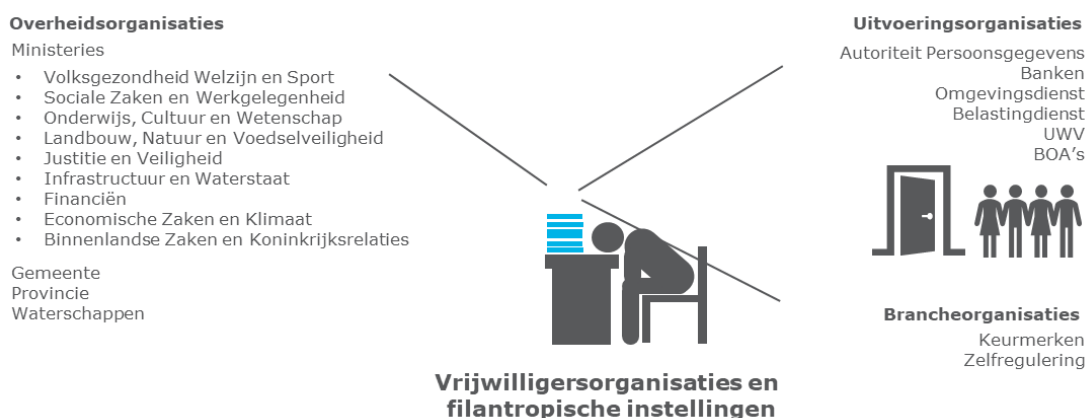 Overheidsorganisaties
Ministeries
• Volksgezondheid Welzijn en Sport
• Sociale Zaken en Werkgelegenheid
• Onderwijs, Cultuur en Wetenschap
• Landbouw, Natuur en Voedselveiligheid
• Justitie en Veiligheid
• Infrastructuur en Waterstaat
• Financiën
• Economische Zaken en Klimaat
• Binnenlandse Zaken en Koninkrijksrelaties
Gemeente
Provincie
Waterschappen
Uitvoeringsorganisaties
Autoriteit Persoonsgegevens
Banken
Omgevingsdienst
Belastingdienst
UWV
BOA's
Brancheorganisaties
Keurmerken
Zelfregulering
Vrijwilligersorganisaties en
filantropische instellingen